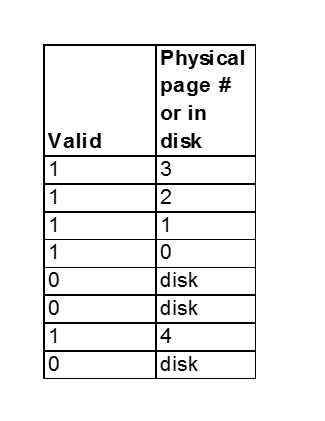 Valid Physical page # or in disk
1 3
1 2
1 1
1 0
0 disk
0 disk
1 4
0 disk